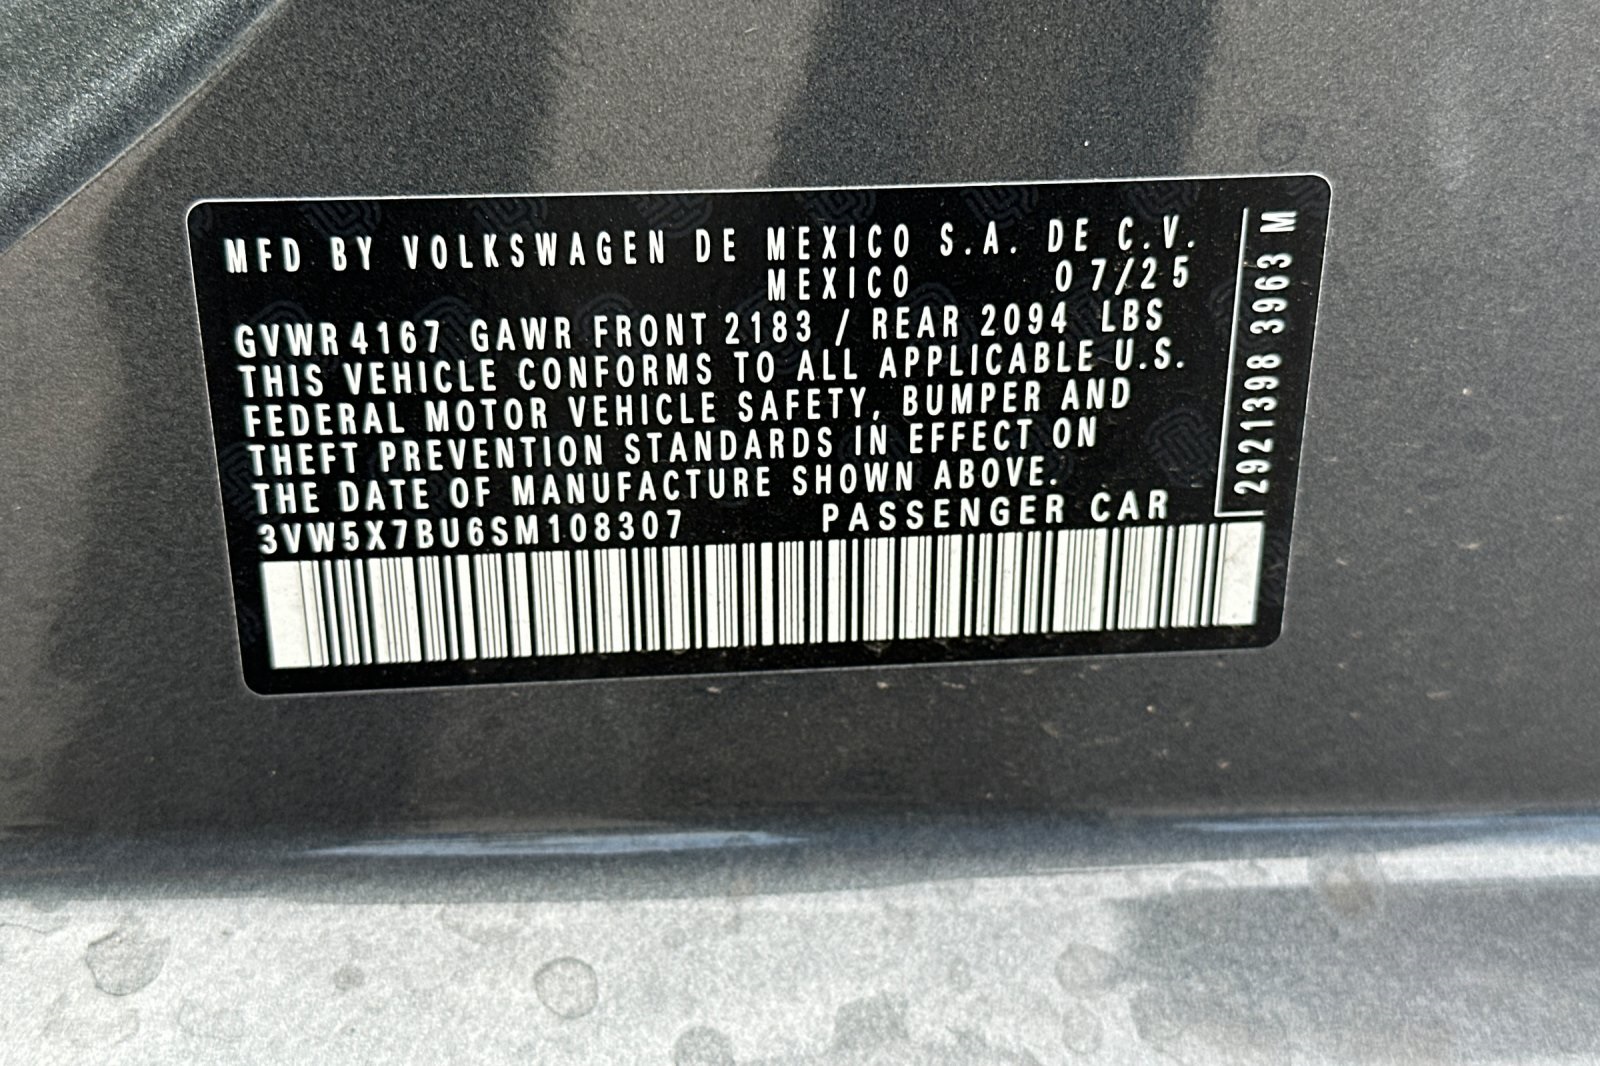 MFD BY VOLKSWAGEN DE MEXICO S.A. DE C.V.
MEXICO 07/25
GVWR 4167 GAWR FRONT 2183 / REAR 2094 LBS
THIS VEHICLE CONFORMS TO ALL APPLICABLE U.S.
FEDERAL MOTOR VEHICLE SAFETY, BUMPER AND
THEFT PREVENTION STANDARDS IN EFFECT ON
THE DATE OF MANUFACTURE SHOWN ABOVE.
3VW5X7BU6SM108307 PASSENGER CAR
2921398 3963 M